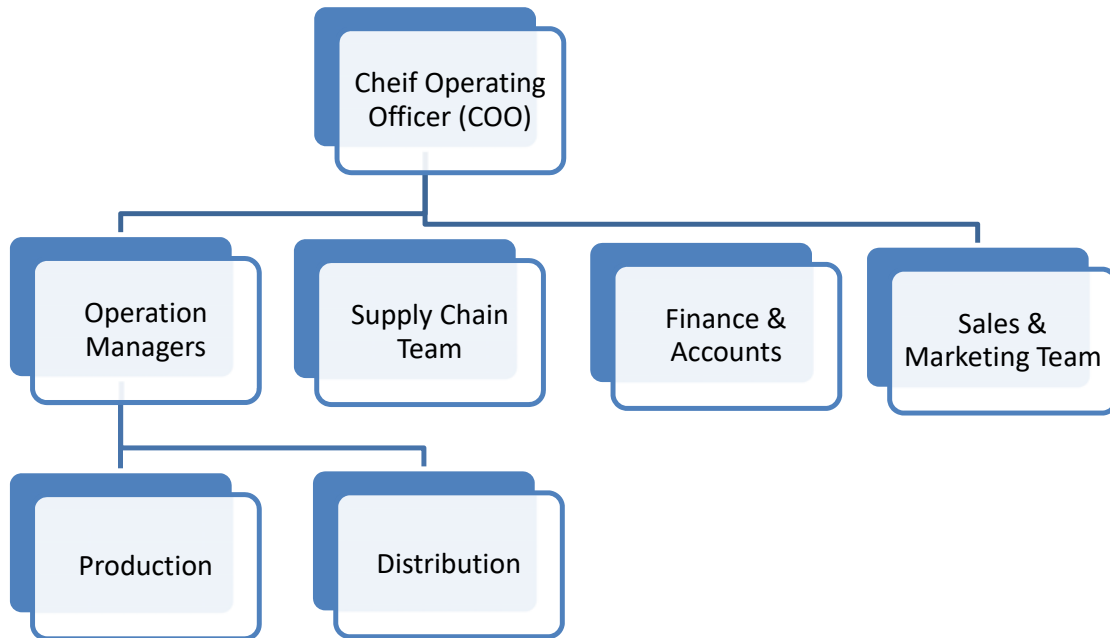 Cheif Operating
Officer (COO)
Operation
Managers
Supply Chain
Team
Finance &
Accounts
Sales &
Marketing Team
Production
Distribution